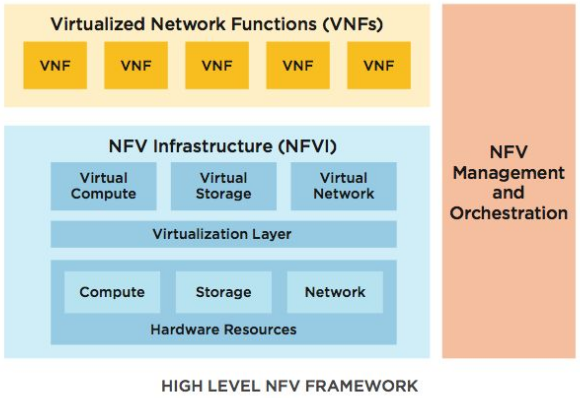 Virtualized Network Functions (VNFs)
VNF VNF VNF VNF VNF
NFV Infrastructure (NFVI)
Virtual
Compute
Virtual
Storage
Virtual
Network
Virtualization Layer
Compute Storage Network
Hardware Resources
NFV
Management
and
Orchestration
HIGH LEVEL NFV FRAMEWORK